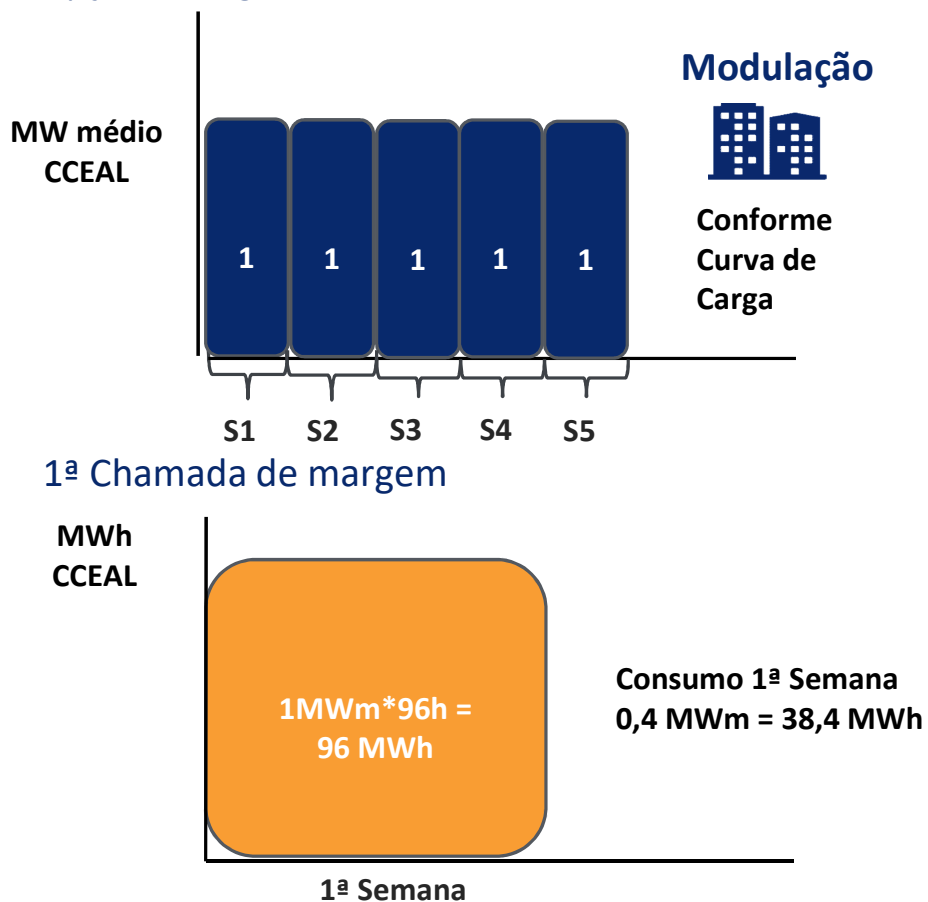 MW médio
CCEAL
1
1
1
1
1
S1
S2
S3
S4
S5
Modulação
Conforme
Curva de
Carga
1ª Chamada de margem
MWh
CCEAL
1MWm*96h =
96 MWh
Consumo 1ª Semana
0,4 MWm = 38,4 MWh
1ª Semana